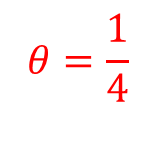 θ = 1/4